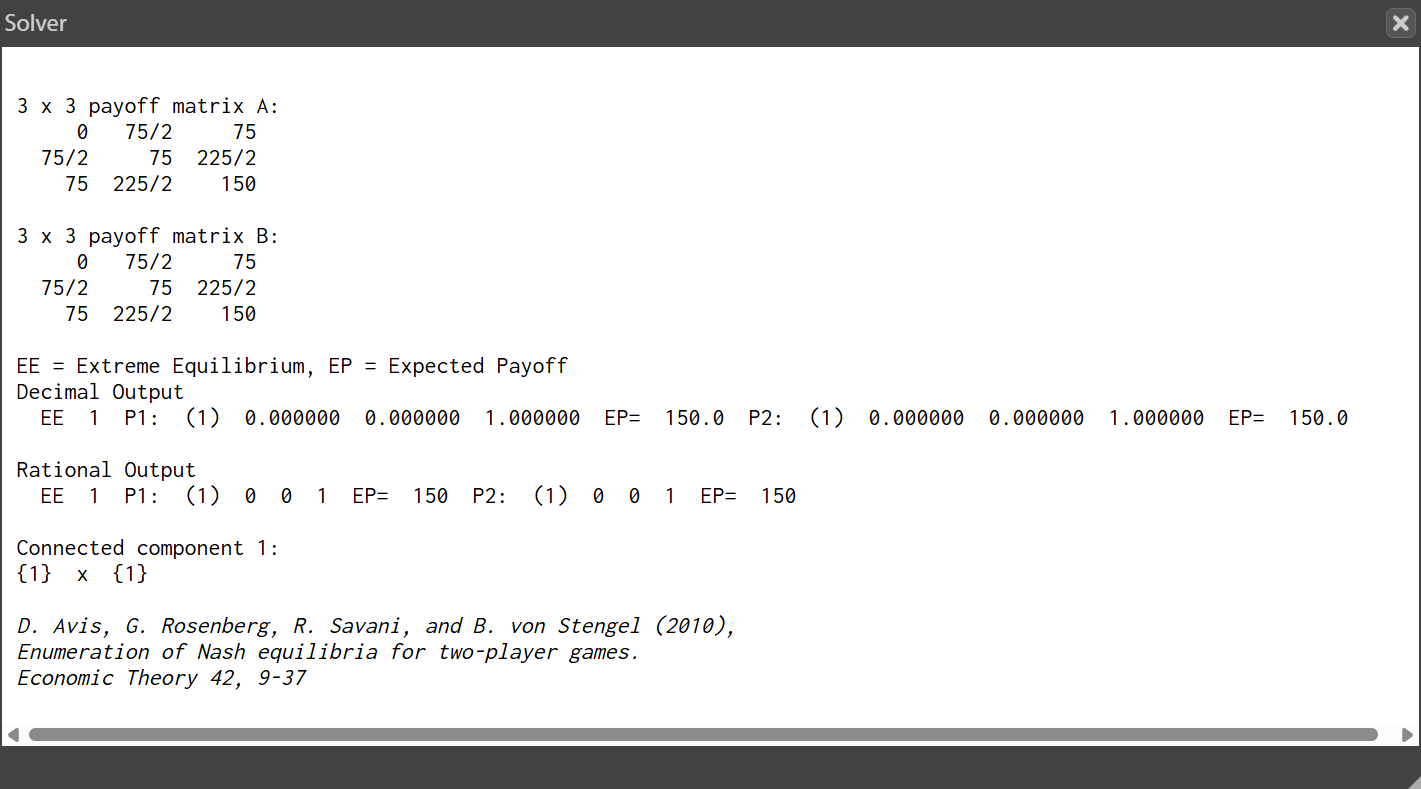 Solver
3 x 3 payoff matrix A:
0 75/2 75
75/2 75 225/2
75 225/2 150
3 x 3 payoff matrix B:
0 75/2 75
75/2 75 225/2
75 225/2 150
EE = Extreme Equilibrium, EP = Expected Payoff
Decimal Output
EE 1 P1: (1) 0.000000 0.000000 1.000000 EP= 150.0 P2: (1) 0.000000 0.000000 1.000000 EP= 150.0
Rational Output
EE 1 P1: (1) 0 0 1 EP= 150 P2: (1) 0 0 1 EP= 150
Connected component 1:
{1} x {1}
D. Avis, G. Rosenberg, R. Savani, and B. von Stengel (2010),
Enumeration of Nash equilibria for two-player games.
Economic Theory 42, 9-37